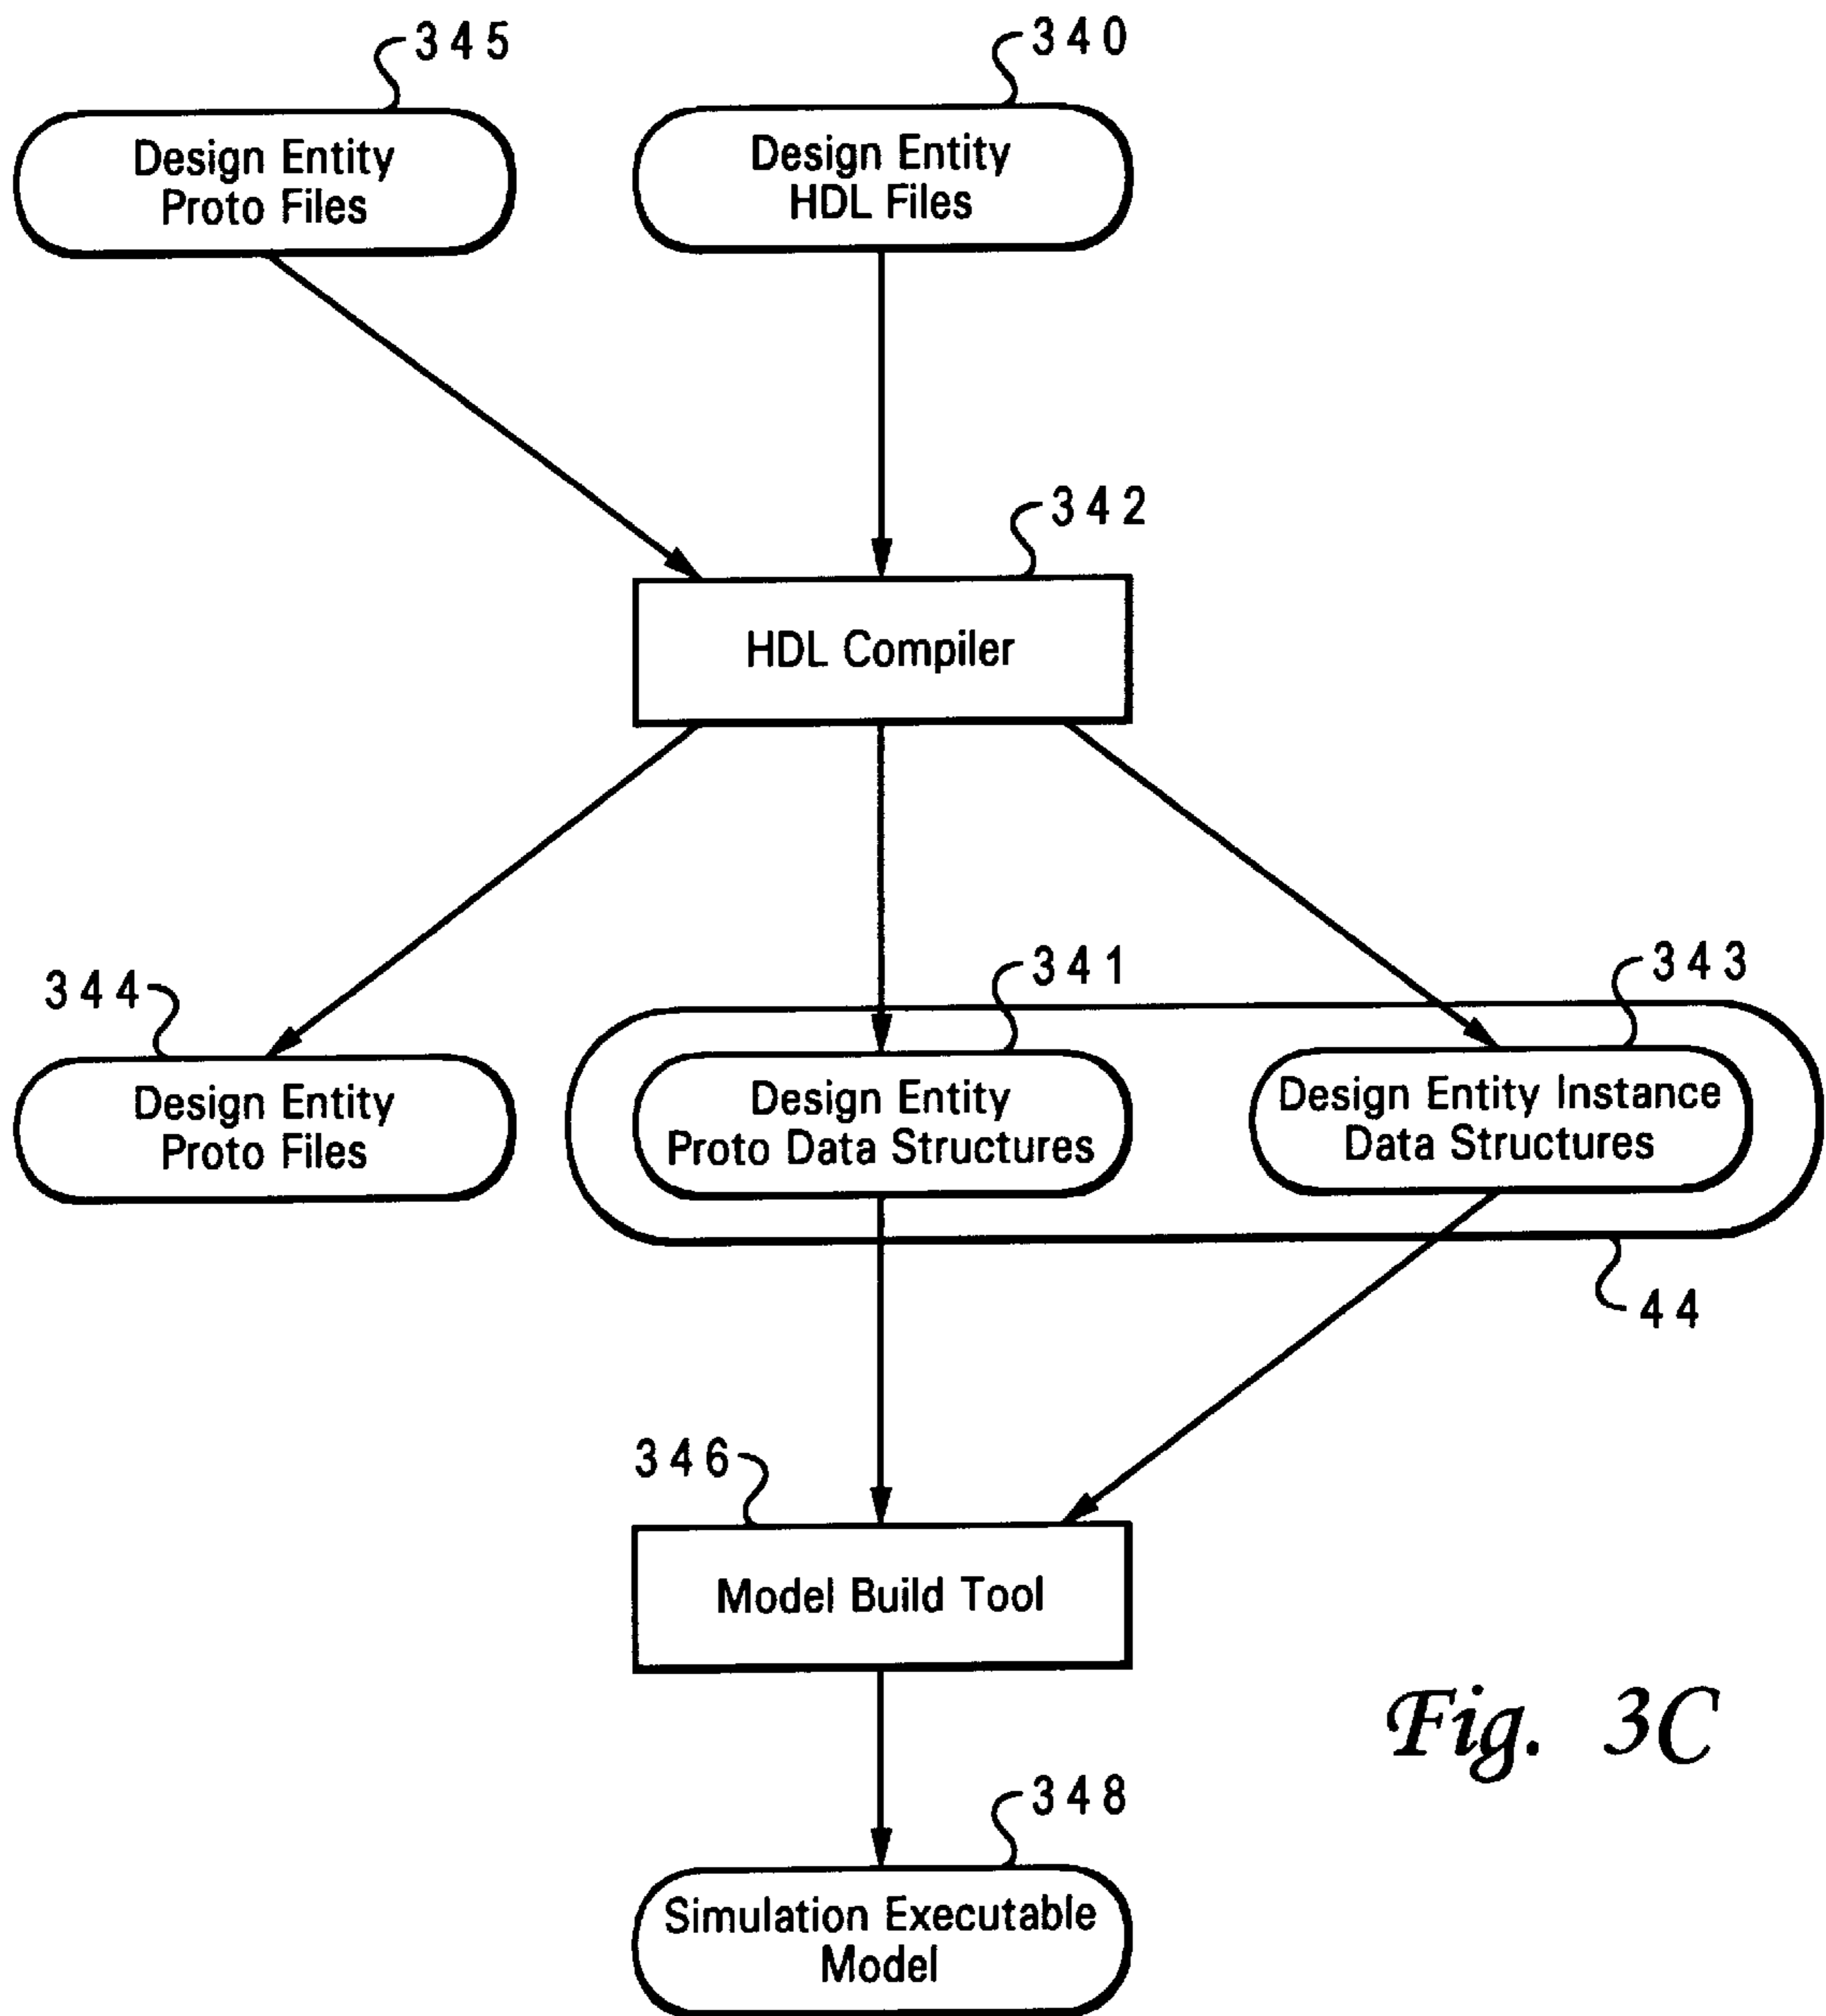 345
340
Design Entity
Proto Files
Design Entity
HDL Files
342
HDL Compiler
344
341
343
Design Entity
Proto Files
Design Entity
Proto Data Structures
Design Entity Instance
Data Structures
44
346
Model Build Tool
Fig. 3C
348
Simulation Executable
Model